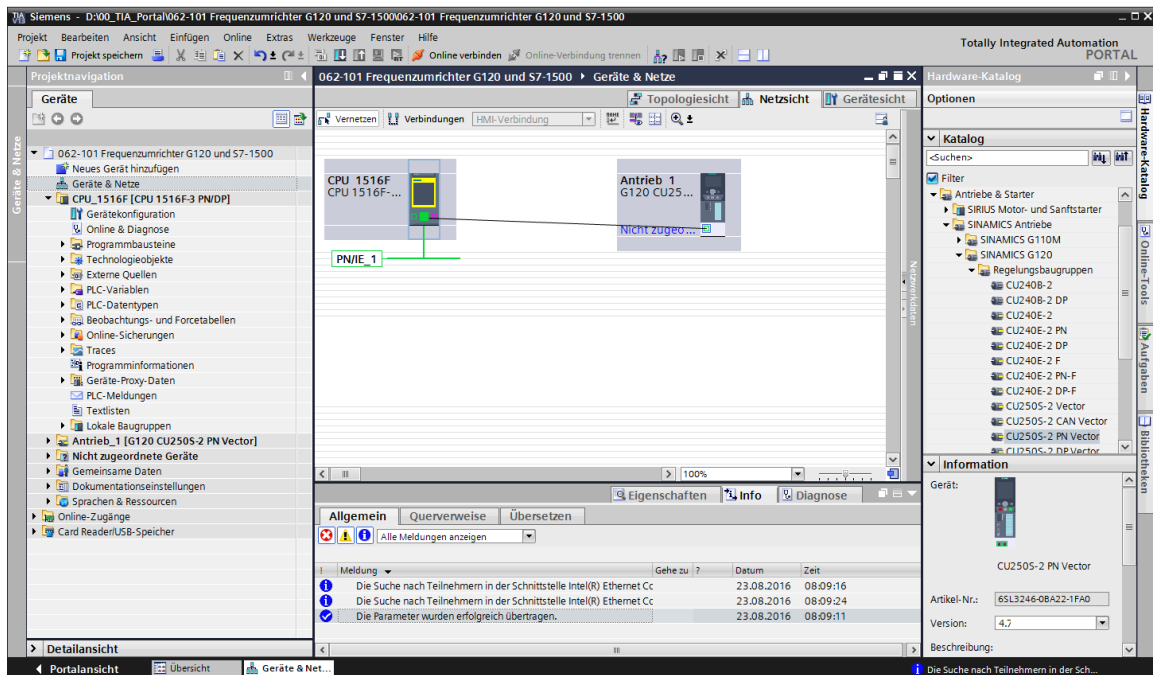 Siemens - D:\00_TIA_Portal\062-101 Frequenzumrichter G120 und S7-1500\062-101 Frequenzumrichter G120 und S7-1500
Projekt Bearbeiten Ansicht Einfügen Online Extras Werkzeuge Fenster Hilfe
Totally Integrated Automation
PORTAL
Projekt speichern
Online verbinden
Online-Verbindung trennen
Projektnavigation
Geräte
Geräte & Netze
062-101 Frequenzumrichter G120 und S7-1500
Neues Gerät hinzufügen
Geräte & Netze
CPU_1516F [CPU 1516F-3 PN/DP]
Gerätekonfiguration
Online & Diagnose
Programmbausteine
Technologieobjekte
Externe Quellen
PLC-Variablen
PLC-Datentypen
Beobachtungs- und Forcetabellen
Online-Sicherungen
Traces
Programminformationen
Geräte-Proxy-Daten
PLC-Meldungen
Textlisten
Lokale Baugruppen
Antrieb_1 [G120 CU250S-2 PN Vector]
Nicht zugeordnete Geräte
Gemeinsame Daten
Dokumentationseinstellungen
Sprachen & Ressourcen
Online-Zugänge
Card Reader/USB-Speicher
Detailansicht
062-101 Frequenzumrichter G120 und S7-1500 Geräte & Netze
Topologiesicht Netzsicht Gerätesicht
Vernetzen Verbindungen HMI-Verbindung
CPU 1516F
CPU 1516F-...
Antrieb 1
G120 CU25...
Nicht zugeo...
PN/IE_1
Netzwerkdaten
100%
Eigenschaften Info Diagnose
Allgemein Querverweise Übersetzen
Alle Meldungen anzeigen
! Meldung Gehe zu ? Datum Zeit
Die Suche nach Teilnehmern in der Schnittstelle Intel(R) Ethernet Cc 23.08.2016 08:09:16
Die Suche nach Teilnehmern in der Schnittstelle Intel(R) Ethernet Cc 23.08.2016 08:09:24
Die Parameter wurden erfolgreich übertragen. 23.08.2016 08:09:11
Hardware-Katalog
Optionen
Katalog
<Suchen>
Filter
Antriebe & Starter
SIRIUS Motor- und Sanftstarter
SINAMICS Antriebe
SINAMICS G110M
SINAMICS G120
Regelungsbaugruppen
CU240B-2
CU240B-2 DP
CU240E-2
CU240E-2 PN
CU240E-2 DP
CU240E-2 F
CU240E-2 PN-F
CU240E-2 DP-F
CU250S-2 Vector
CU250S-2 CAN Vector
CU250S-2 PN Vector
CU250S-2 DP Vector
Information
Gerät:
CU250S-2 PN Vector
Artikel-Nr.: 6SL3246-0BA22-1FA0
Version: 4.7
Beschreibung:
Hardware-Katalog
Online-Tools
Aufgaben
Bibliotheken
Portalansicht
Übersicht
Geräte & Net...
Die Suche nach Teilnehmern in der Sch...